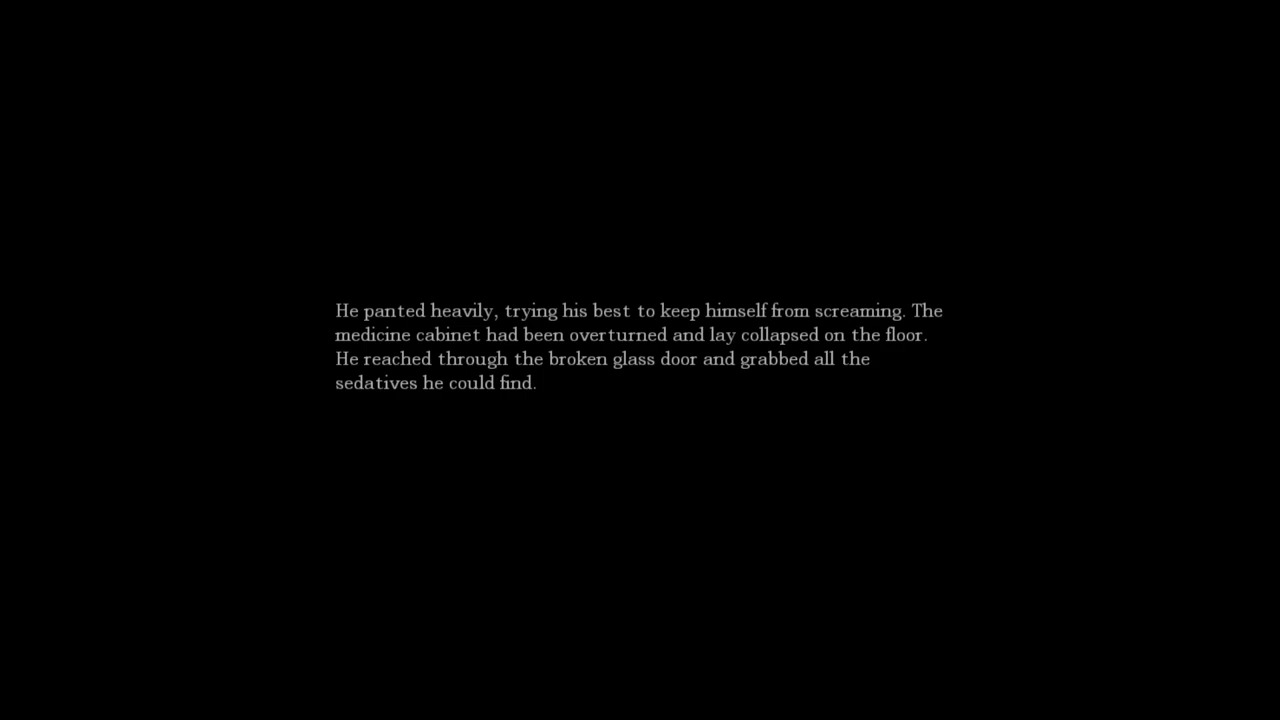 He panted heavily, trying his best to keep himself from screaming. The
medicine cabinet had been overturned and lay collapsed on the floor.
He reached through the broken glass door and grabbed all the
sedatives he could find.